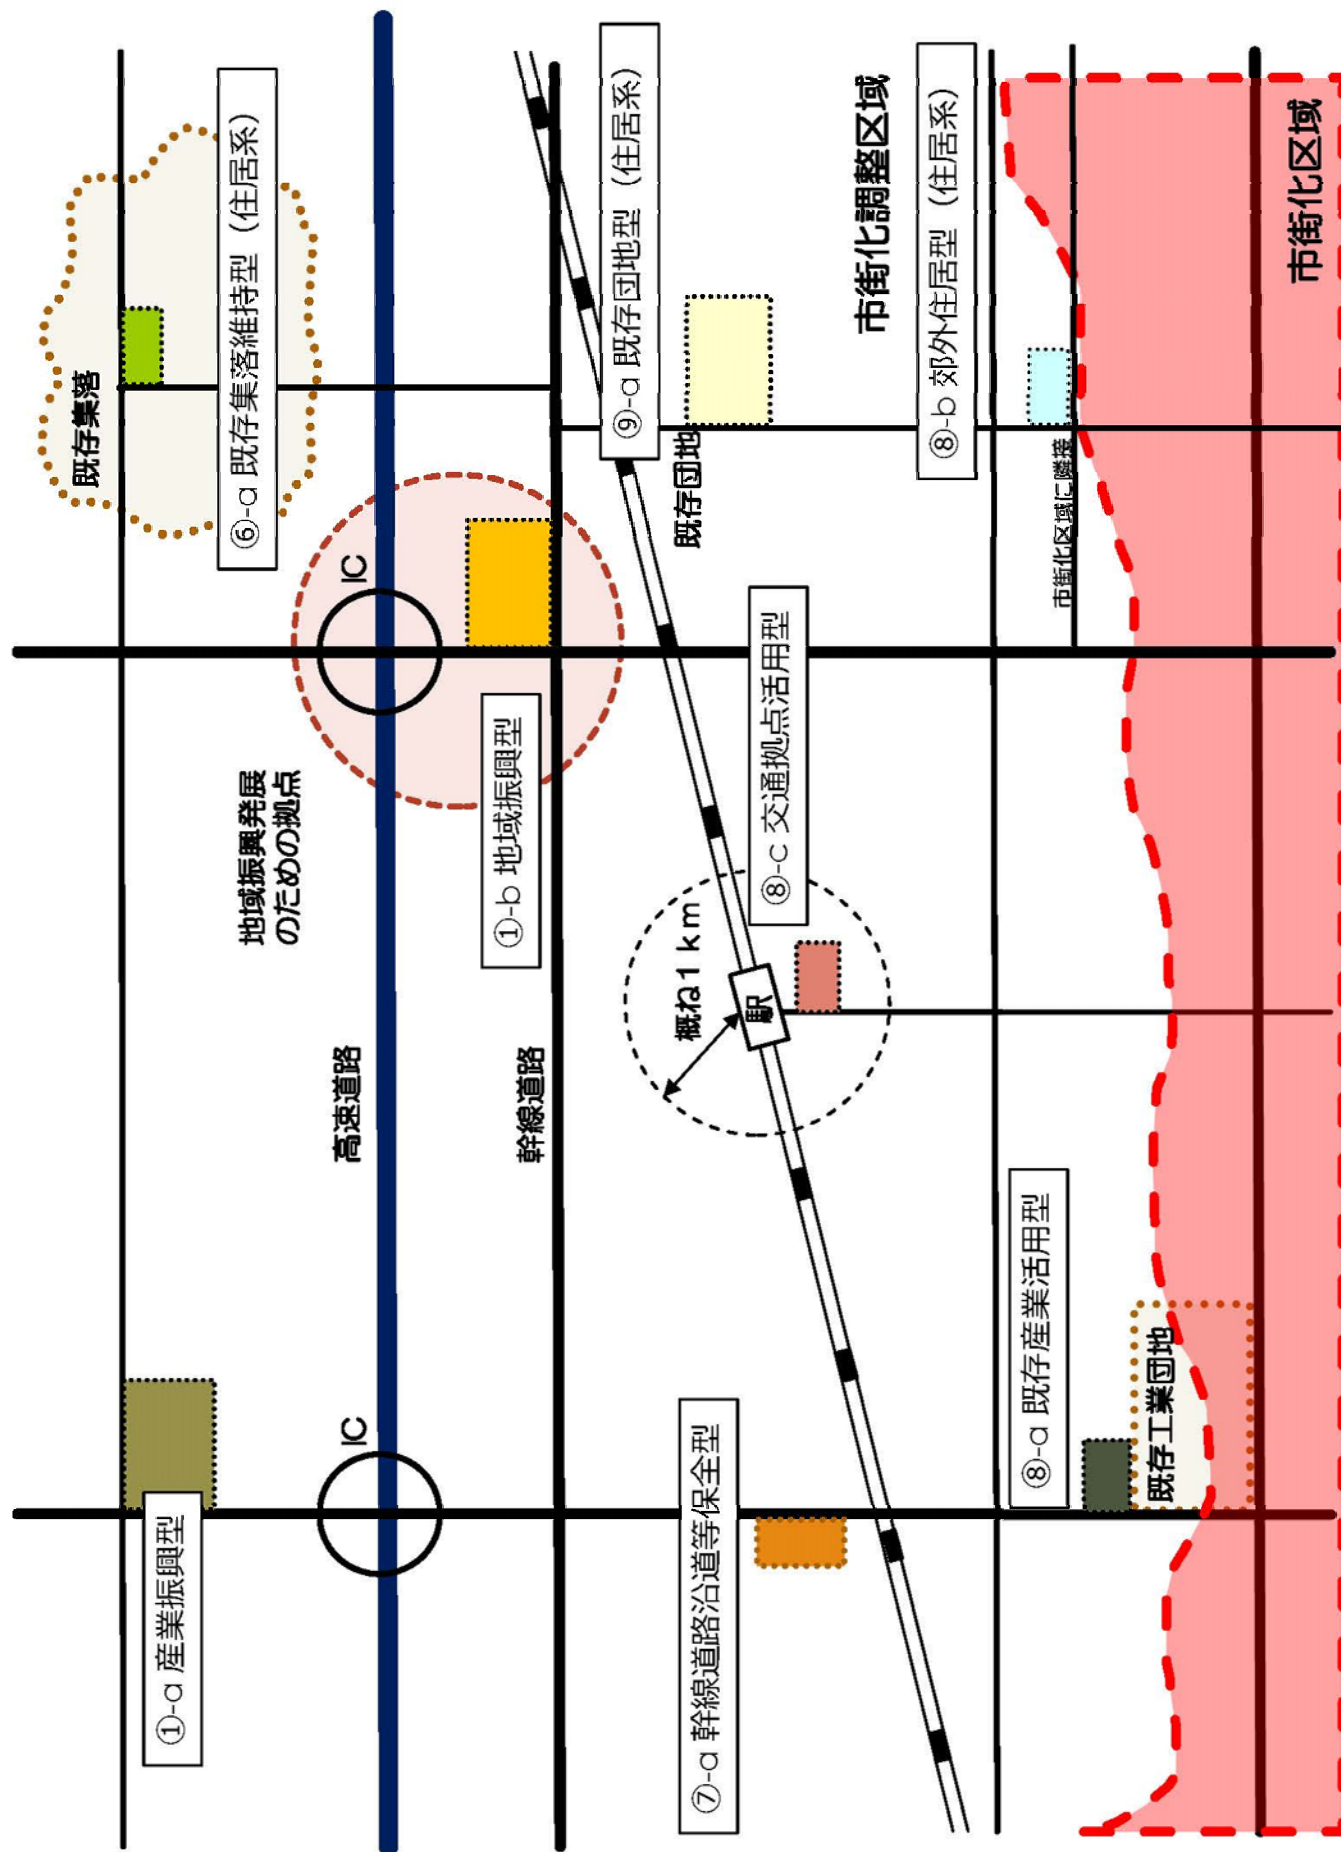 既存集落
①-a 産業振興型
⑥-a 既存集落維持型（住居系）
地域振興発展
のための拠点
高速道路
IC
IC
①-b 地域振興型
幹線道路
⑨-a 既存団地型（住居系）
既存団地
概ね1ｋｍ
⑦-a 幹線道路沿道等保全型
駅
⑧-c 交通拠点活用型
市街化調整区域
⑧-b 郊外住居型（住居系）
⑧-a 既存産業活用型
市街化区域に隣接
既存工業団地
市街化区域